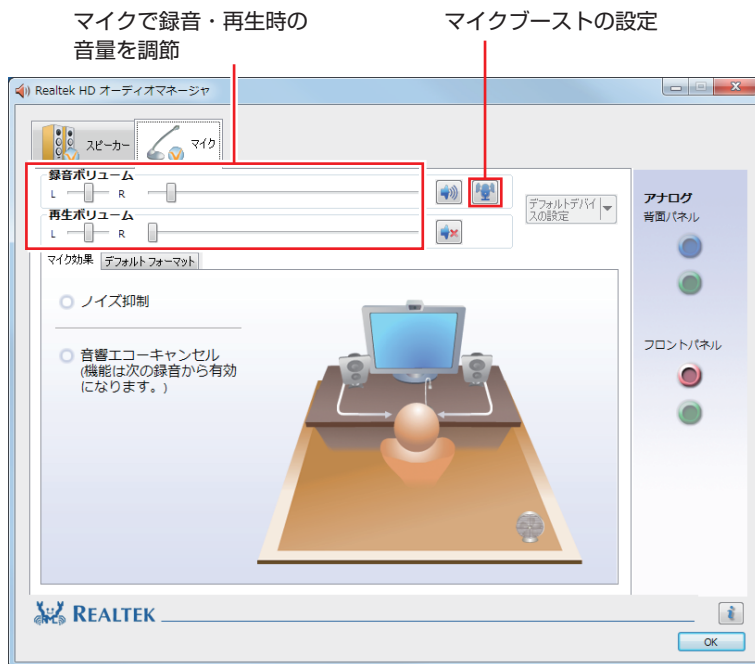 マイクで録音・再生時の
音量を調節
マイクブーストの設定
Realtek HD オーディオマネージャ
スピーカー
マイク
録音ボリューム
L R
デフォルトデバイ
スの設定
再生ボリューム
L R
マイク効果 デフォルトフォーマット
ノイズ抑制
音響エコーキャンセル
(機能は次の録音から有効
になります。)
アナログ
背面パネル
フロントパネル
REALTEK
i
OK